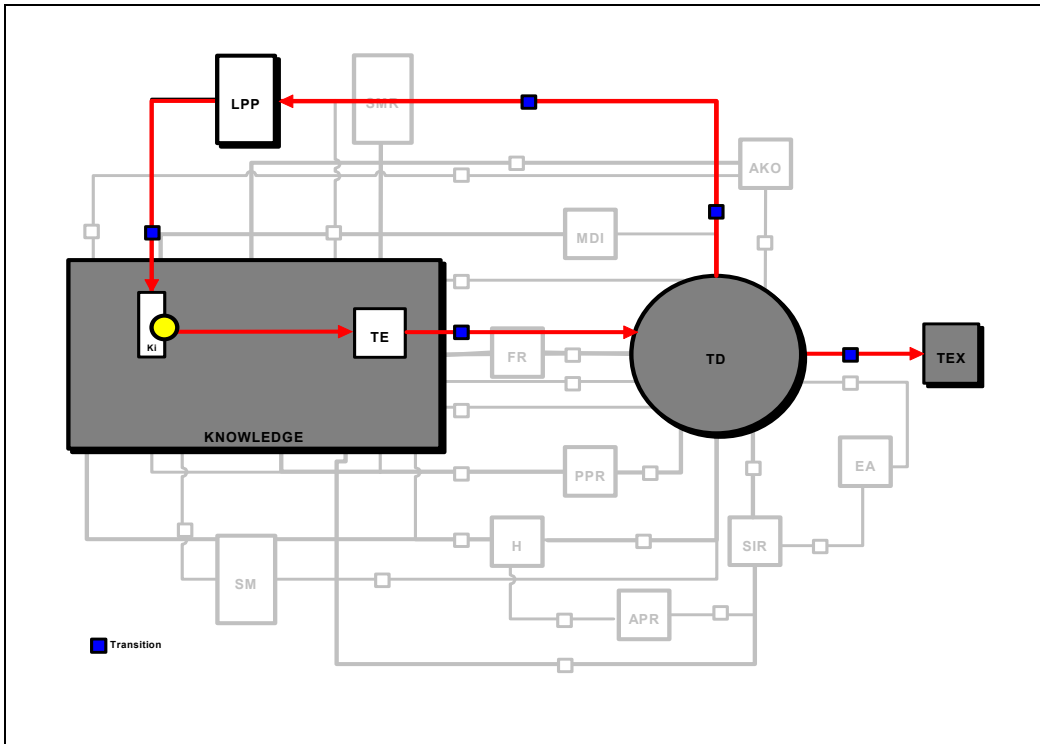 LPP
SMR
AKO
MDI
Ki
TE
FR
TD
TEX
KNOWLEDGE
EA
PPR
H
SIR
SM
APR
Transition